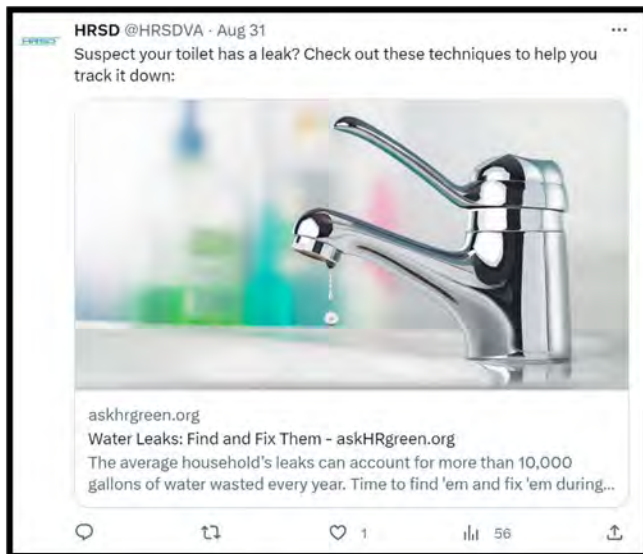 HRSD
HRSD @HRSDVA · Aug 31
Suspect your toilet has a leak? Check out these techniques to help you
track it down:
askhrgreen.org
Water Leaks: Find and Fix Them - askHRgreen.org
The average household's leaks can account for more than 10,000
gallons of water wasted every year. Time to find 'em and fix 'em during...
1
56